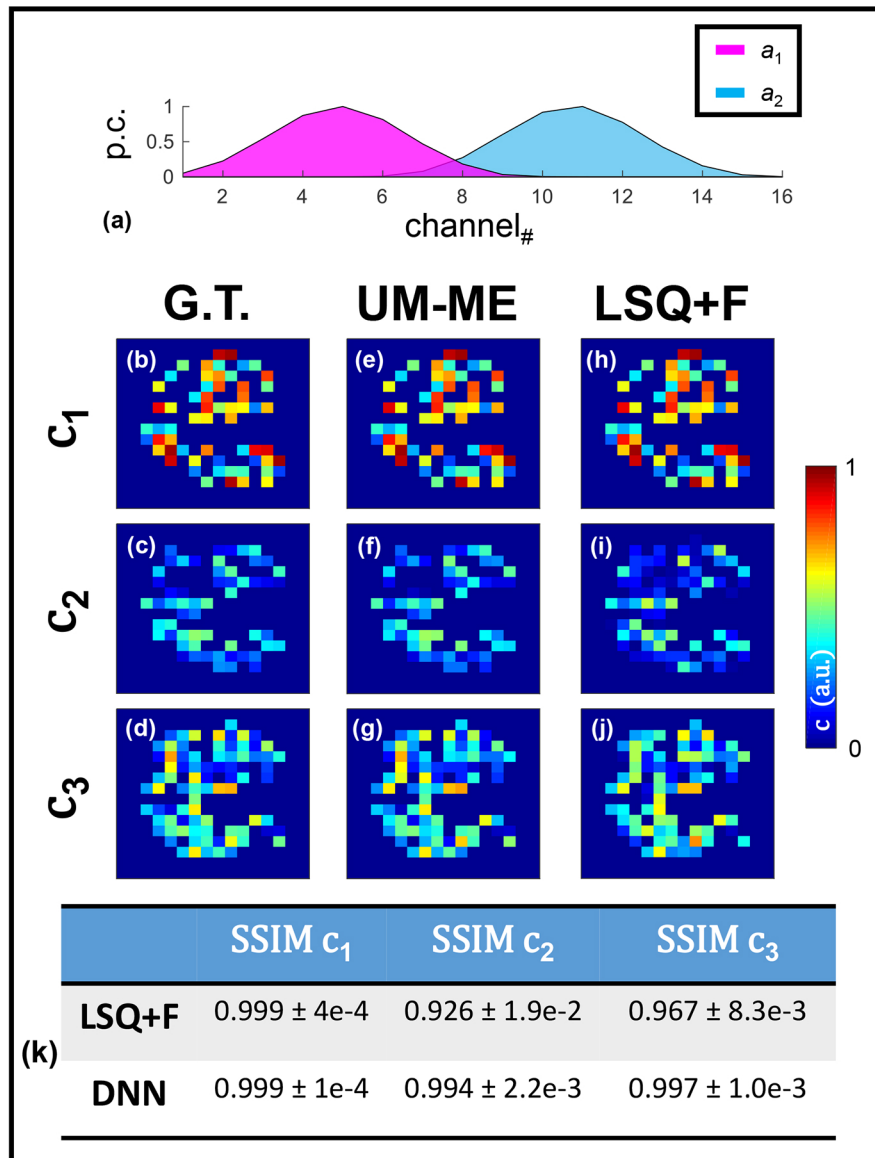 a1
a2
p.c.
1
0.5
0
2 4 6 8 10 12 14 16
(a)
channel#
G.T. UM-ME LSQ+F
c1
(b) (e) (h)
c2
(c) (f) (i)
c3
(d) (g) (j)
1
c (a.u.)
0
SSIM c1 SSIM c2 SSIM c3
LSQ+F 0.999 ± 4e-4 0.926 ± 1.9e-2 0.967 ± 8.3e-3
(k)
DNN 0.999 ± 1e-4 0.994 ± 2.2e-3 0.997 ± 1.0e-3